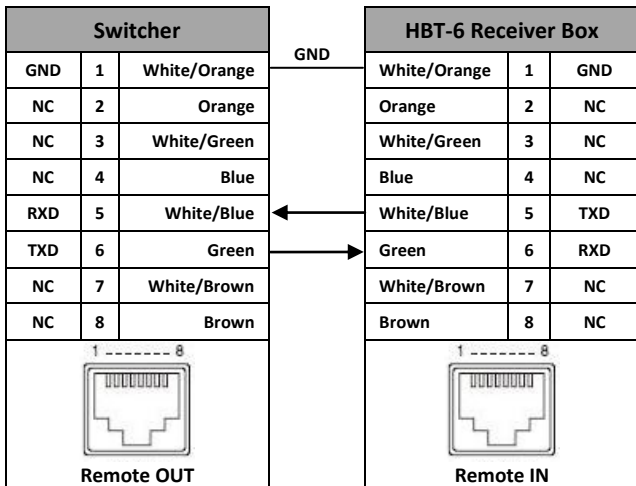 Switcher
GND
HBT-6 Receiver Box
GND 1 White/Orange White/Orange 1 GND
NC 2 Orange Orange 2 NC
NC 3 White/Green White/Green 3 NC
NC 4 Blue Blue 4 NC
RXD 5 White/Blue White/Blue 5 TXD
TXD 6 Green Green 6 RXD
NC 7 White/Brown White/Brown 7 NC
NC 8 Brown Brown 8 NC
1 -------- 8 1 -------- 8
Remote OUT Remote IN